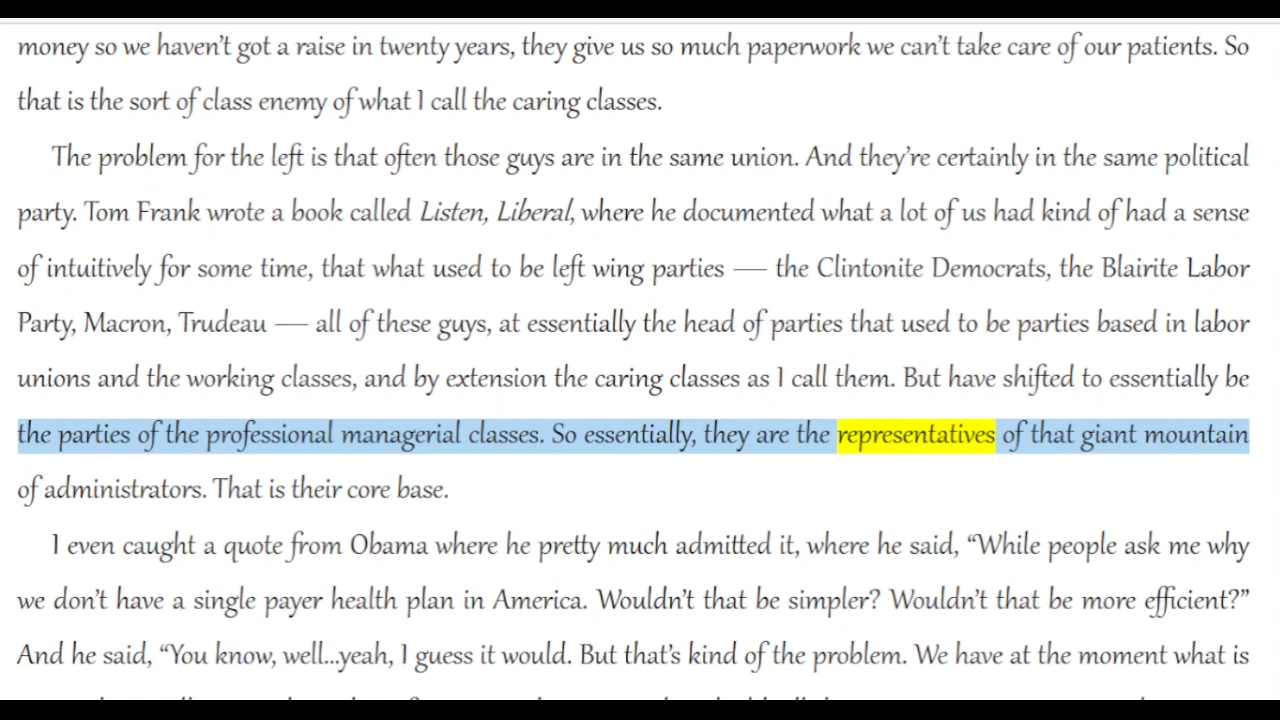 money so we haven't got a raise in twenty years, they give us so much paperwork we can't take care of our patients. So
that is the sort of class enemy of what I call the caring classes.
The problem for the left is that often those guys are in the same union. And they're certainly in the same political
party. Tom Frank wrote a book called Listen, Liberal, where he documented what a lot of us had kind of had a sense
of intuitively for some time, that what used to be left wing parties — the Clintonite Democrats, the Blairite Labor
Party, Macron, Trudeau — all of these guys, at essentially the head of parties that used to be parties based in labor
unions and the working classes, and by extension the caring classes as I call them. But have shifted to essentially be
the parties of the professional managerial classes. So essentially, they are the representatives of that giant mountain
of administrators. That is their core base.
I even caught a quote from Obama where he pretty much admitted it, where he said, “While people ask me why
we don't have a single payer health plan in America. Wouldn't that be simpler? Wouldn't that be more efficient?”
And he said, “You know, well...yeah, I guess it would. But that's kind of the problem. We have at the moment what is